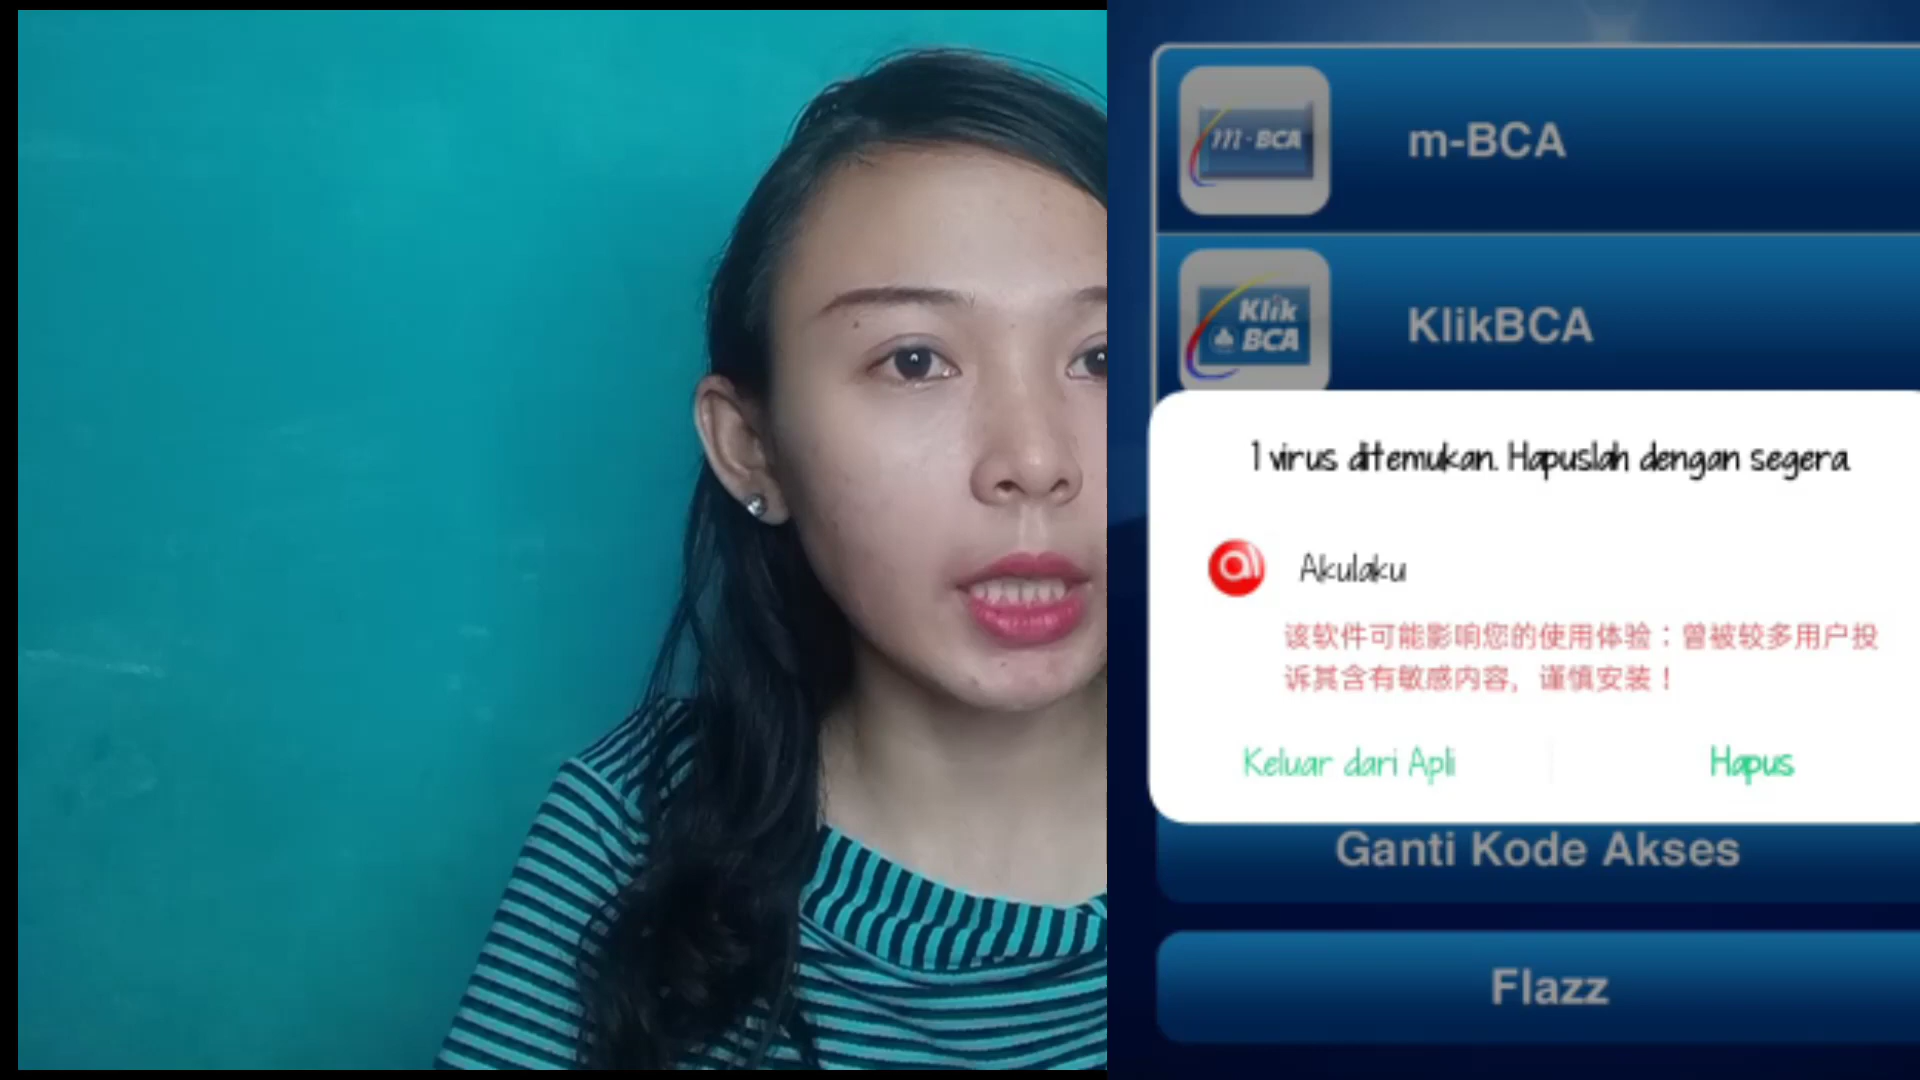 m-BCA
m-BCA
Klik
BCA
KlikBCA
1 virus ditemukan. Hapuslah dengan segera.
Akulaku
该软件可能影响您的使用体验：曾被较多用户投
诉其含有敏感内容，谨慎安装！
Keluar dari Apli
Hapus
Ganti Kode Akses
Flazz